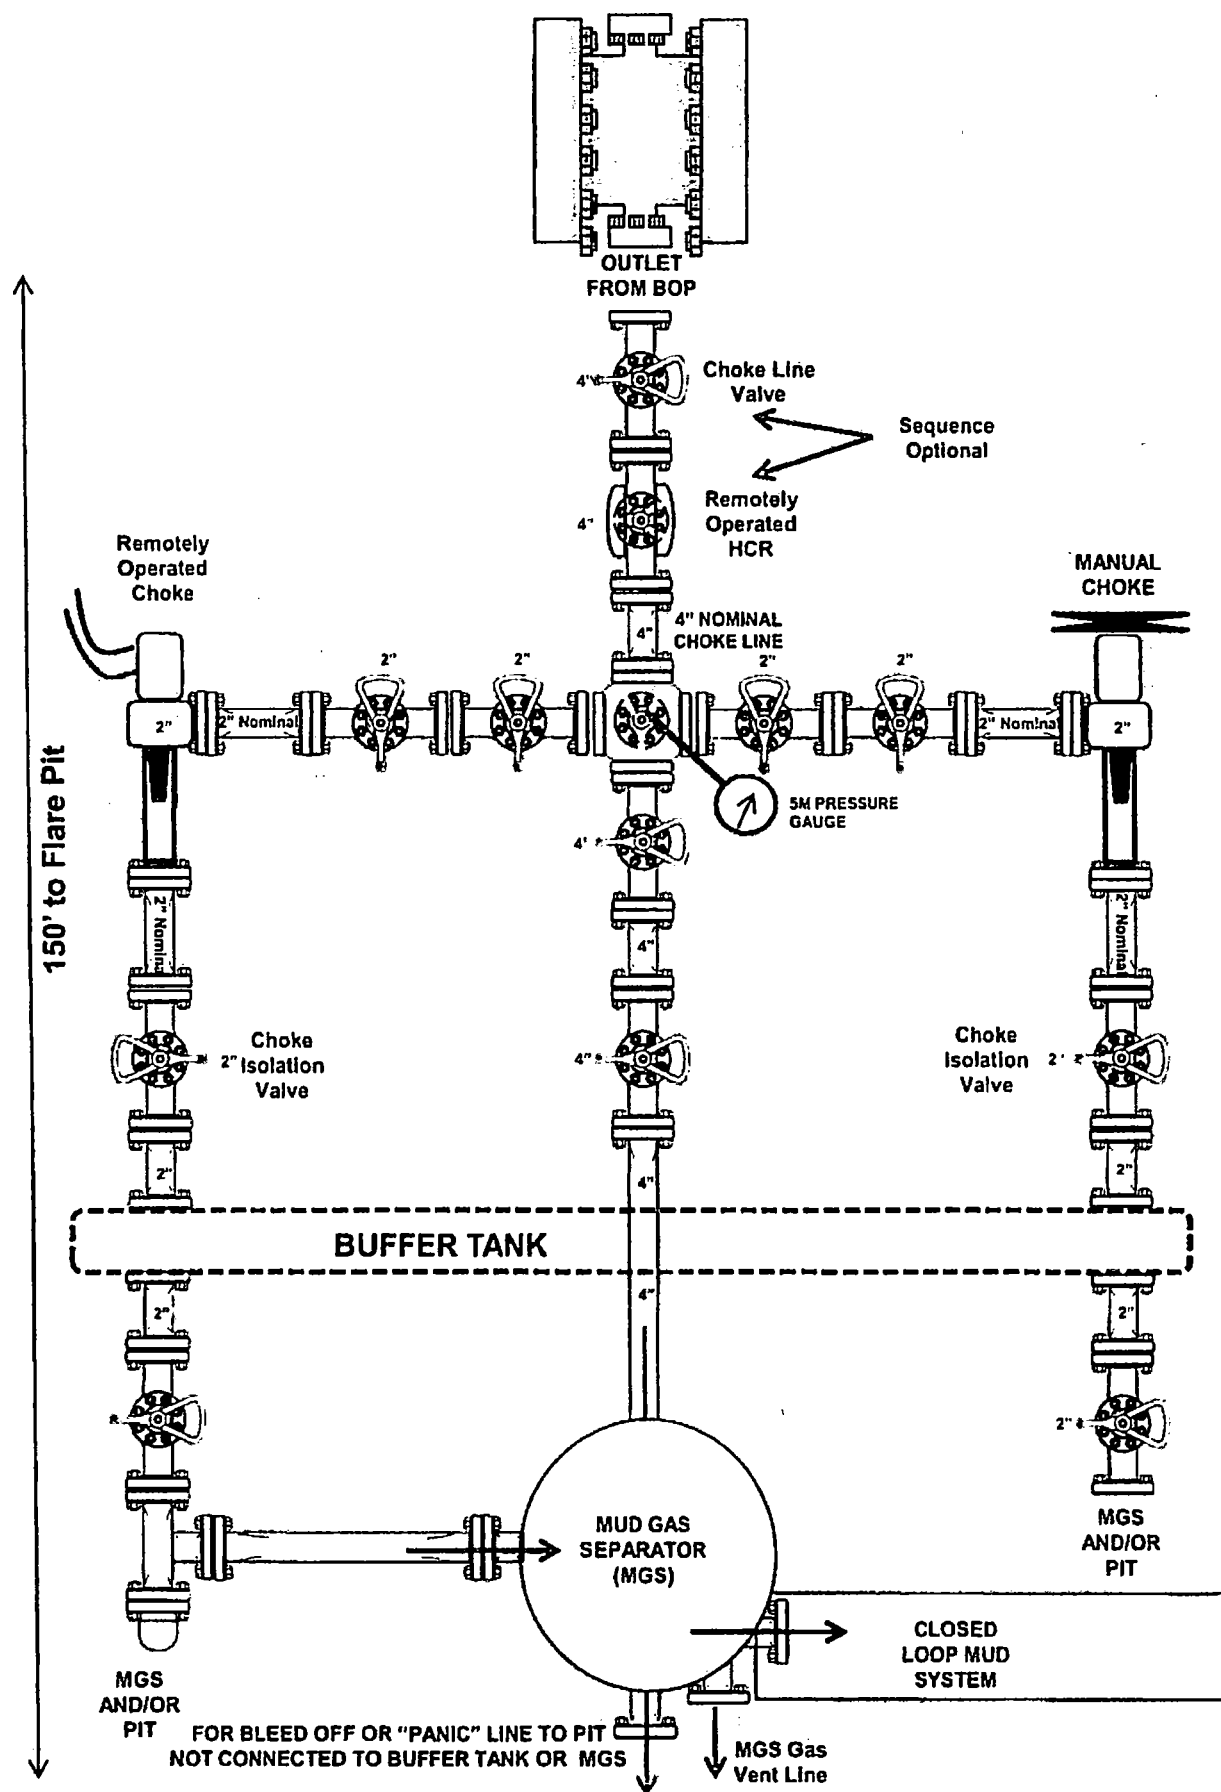 OUTLET
FROM BOP
4"
Choke Line
Valve
Sequence
Optional
4"
Remotely
Operated
HCR
Remotely
Operated
Choke
MANUAL
CHOKE
4"
4" NOMINAL
CHOKE LINE
2"
2"
2"
2"
2"
2" Nominal
2" Nominal
2"
5M PRESSURE
GAUGE
4'
150' to Flare Pit
2" Nominal
4"
2" Nominal
2"
Choke
Isolation
Valve
4"
Choke
Isolation
Valve
2'
2"
4"
2"
BUFFER TANK
2"
4"
2"
2"
MUD GAS
SEPARATOR
(MGS)
MGS
AND/OR
PIT
CLOSED
LOOP MUD
SYSTEM
MGS
AND/OR
PIT
FOR BLEED OFF OR "PANIC" LINE TO PIT
NOT CONNECTED TO BUFFER TANK OR MGS
MGS Gas
Vent Line